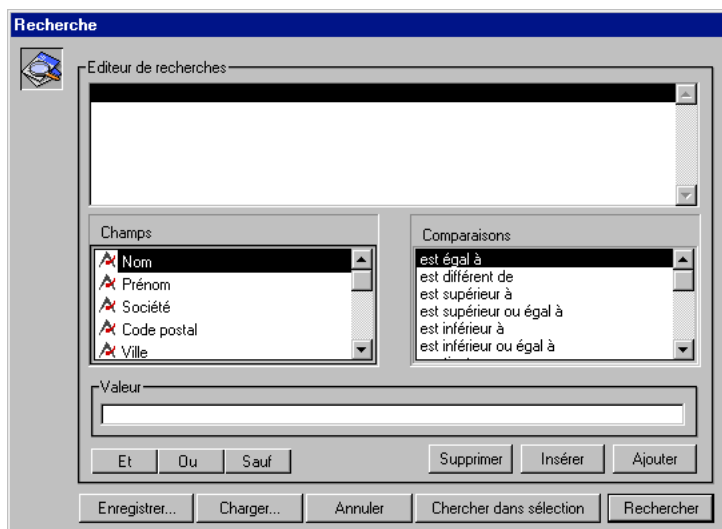 Recherche
Editeur de recherches
Champs
Nom
Prénom
Société
Code postal
Ville
Comparaisons
est égal à
est différent de
est supérieur à
est supérieur ou égal à
est inférieur à
est inférieur ou égal à
Valeur
Et Ou Sauf
Supprimer Insérer Ajouter
Enregistrer... Charger... Annuler Chercher dans sélection Rechercher